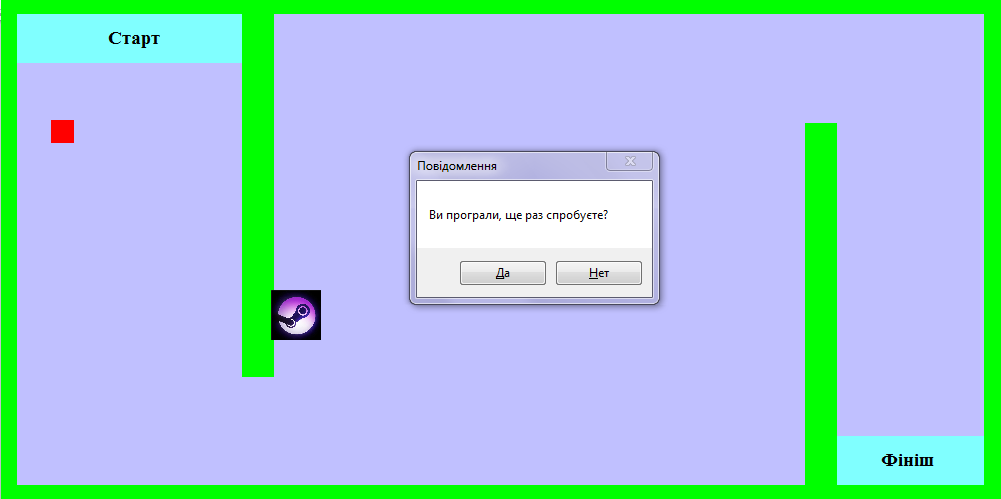 Старт
Повідомлення
Ви програли, ще раз спробуєте?
Да
Нет
Фініш